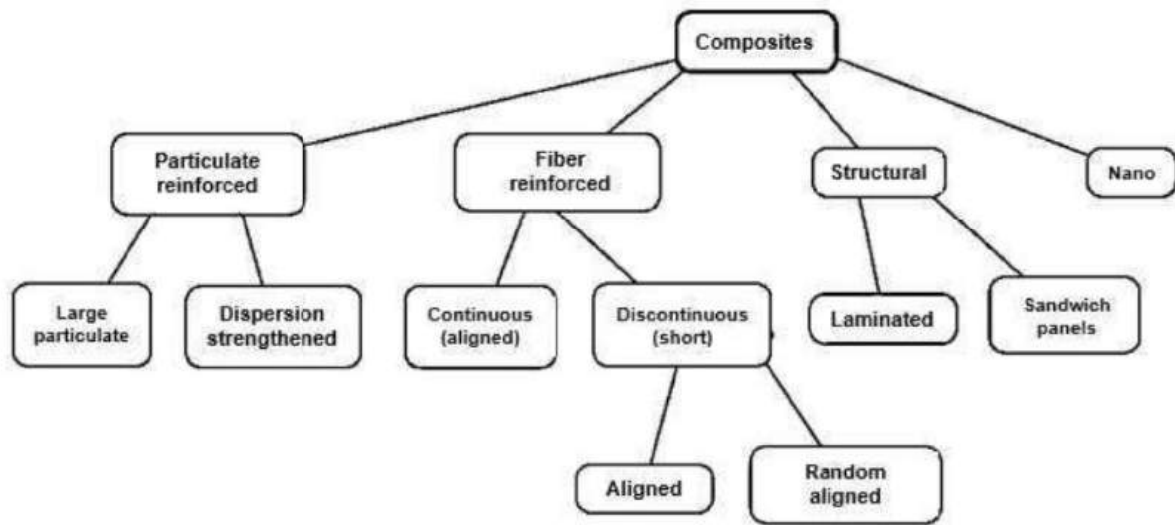 Composites
Particulate
reinforced
Fiber
reinforced
Structural
Nano
Large
particulate
Dispersion
strengthened
Continuous
(aligned)
Discontinuous
(short)
Laminated
Sandwich
panels
Aligned
Random
aligned